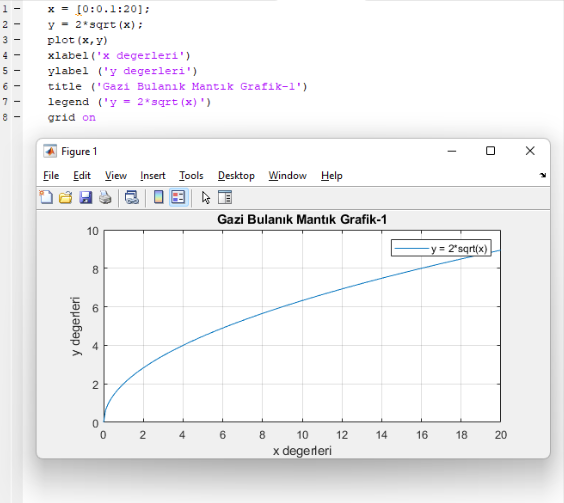 1 – x = [0:0.1:20];
2 – y = 2*sqrt(x);
3 – plot(x,y)
4 – xlabel('x degerleri')
5 – ylabel ('y degerleri')
6 – title ('Gazi Bulanık Mantık Grafik-1')
7 – legend ('y = 2*sqrt(x)')
8 – grid on
Figure 1
File Edit View Insert Tools Desktop Window Help
Gazi Bulanık Mantık Grafik-1
y = 2*sqrt(x)
y degerleri
10
8
6
4
2
0
0 2 4 6 8 10 12 14 16 18 20
x degerleri